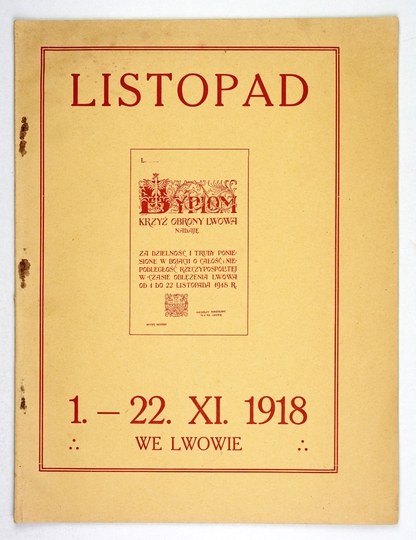 LISTOPAD
L.
DYPLOM
KRZYŻ OBRONY LWOWA
NADAJĘ
ZA DZIELNOŚĆ I TRUDY PONIE-
SIONE W BOJACH O CAŁOŚĆ I NIE-
PODLEGŁOŚĆ RZECZYPOSPOLITEJ
W CZASIE OBLĘŻENIA LWOWA
OD 1 DO 22 LISTOPADA 1918 R.
1. — 22. XI. 1918
WE LWOWIE